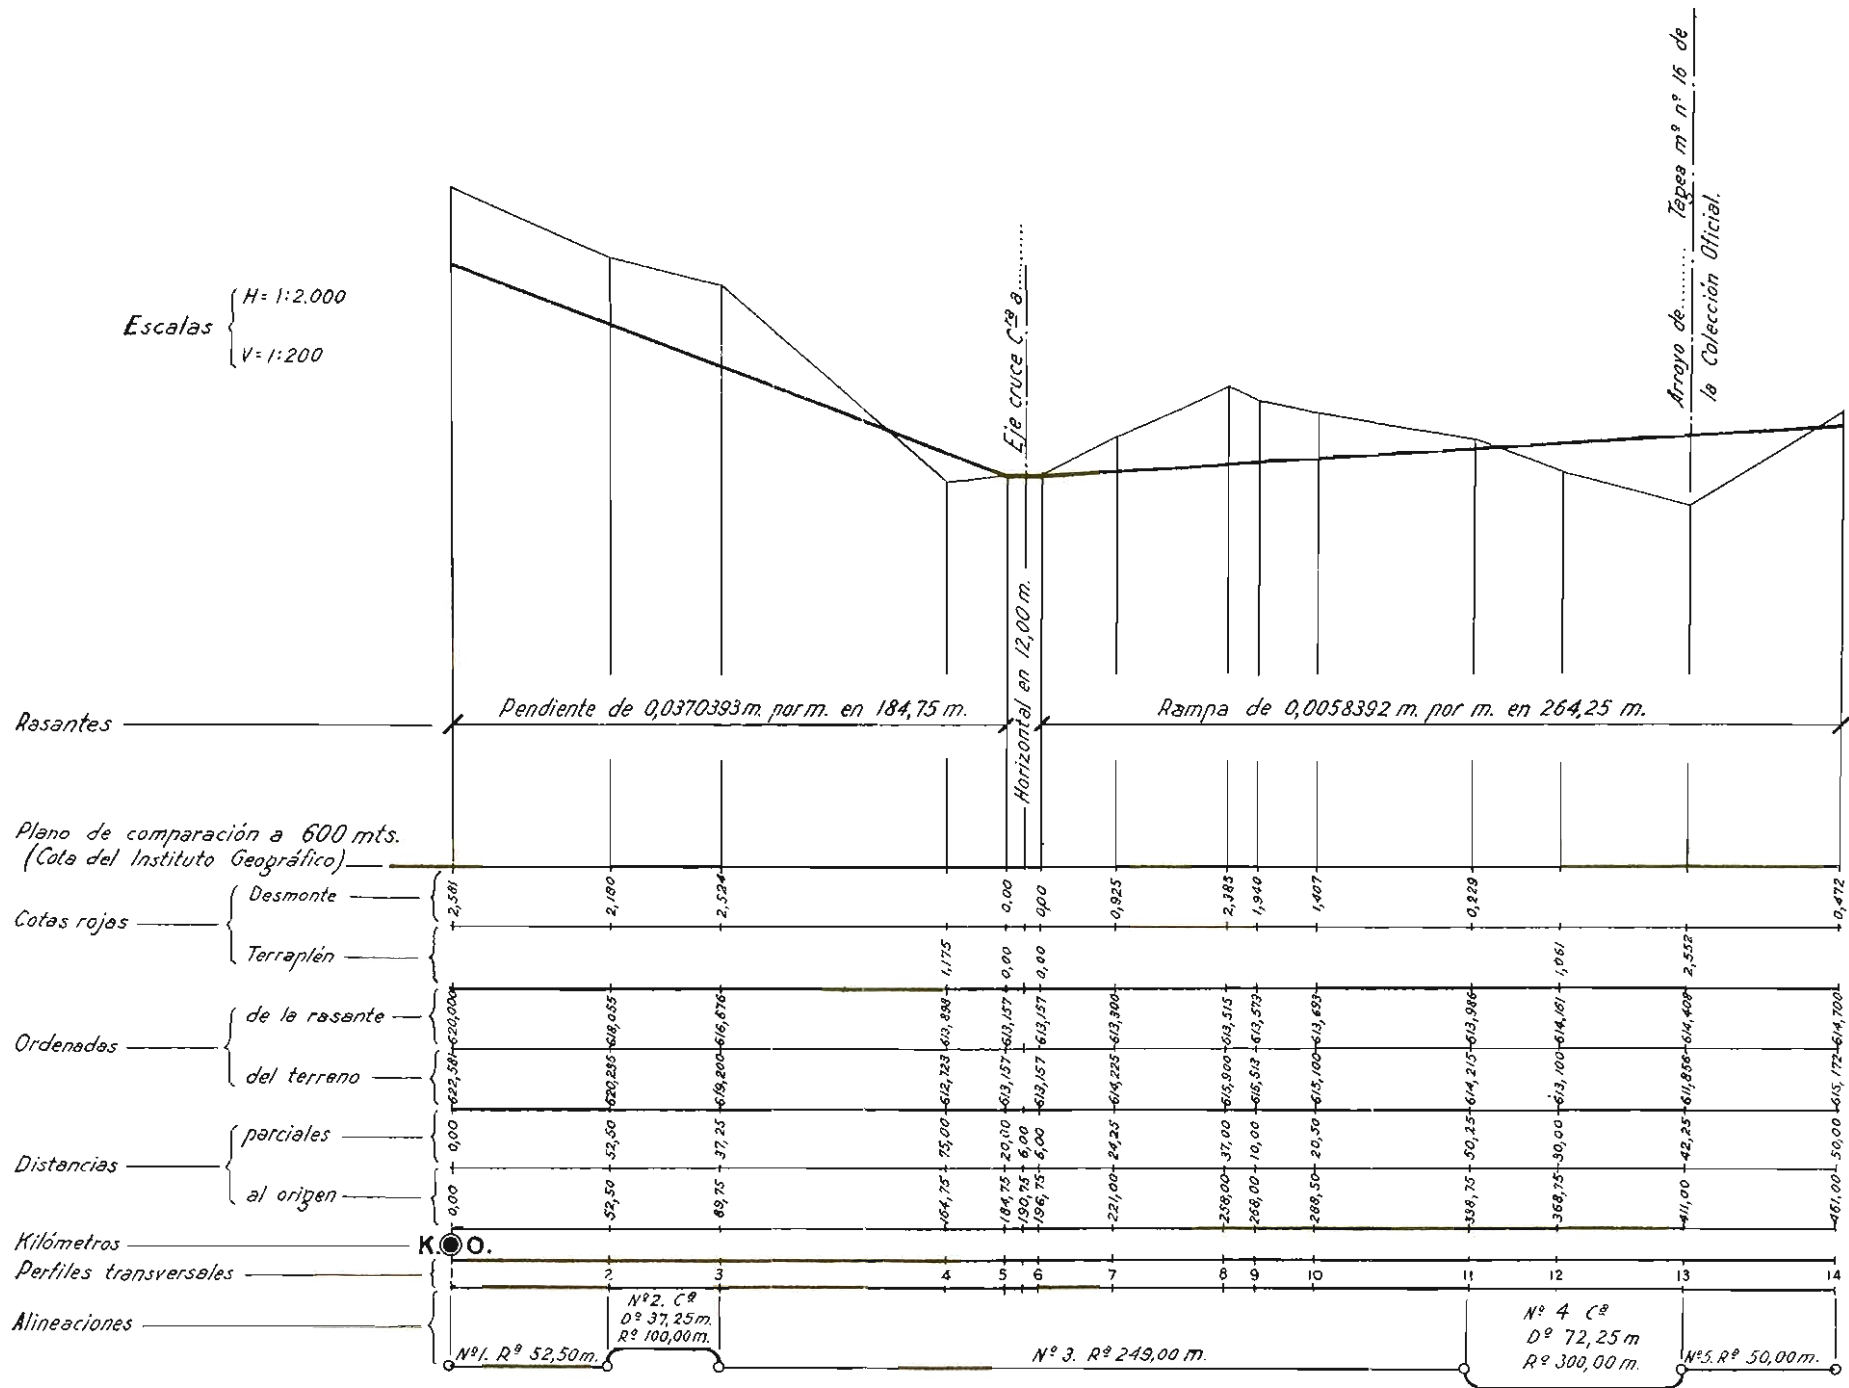 Arroyo de........ Tagea mº nº 16 de
la Colección Oficial.
Eje cruce Cʳª a............
Escalas
H= 1:2.000
V= 1:200
Rasantes
Pendiente de 0,0370393 m. por m. en 184,75 m.
Horizontal en 12,00 m.
Rampa de 0,0058392 m. por m. en 264,25 m.
Plano de comparación a 600 mts.
(Cota del Instituto Geográfico)
Cotas rojas
Desmonte
2,581 2,180 2,524 0,00 0,00 0,925 2,385 1,940 1,407 0,229 0,472
Terraplén
1,175 0,00 0,00 1,061 2,552
Ordenadas
de la rasante
620,000 618,055 616,676 613,898 613,157 613,157 613,300 613,515 613,573 613,693 613,986 614,161 614,408 614,700
del terreno
622,581 620,235 619,200 612,723 613,157 613,157 614,225 615,900 615,513 615,100 614,215 613,100 611,856 615,172
Distancias
parciales
0,00 52,50 37,25 75,00 20,00 6,00 6,00 24,25 37,00 10,00 20,50 50,25 30,00 42,25 50,00
al origen
0,00 52,50 89,75 164,75 184,75 190,75 196,75 221,00 258,00 268,00 288,50 338,75 368,75 411,00 461,00
Kilómetros
K. O.
Perfiles transversales
1 2 3 4 5 6 7 8 9 10 11 12 13 14
Alineaciones
Nº 1. Rª 52,50 m.
Nº 2. Cª
Dº 37,25 m.
Rº 100,00 m.
Nº 3. Rª 249,00 m.
Nº 4 Cª
Dº 72,25 m
Rº 300,00 m.
Nº 5. Rª 50,00 m.